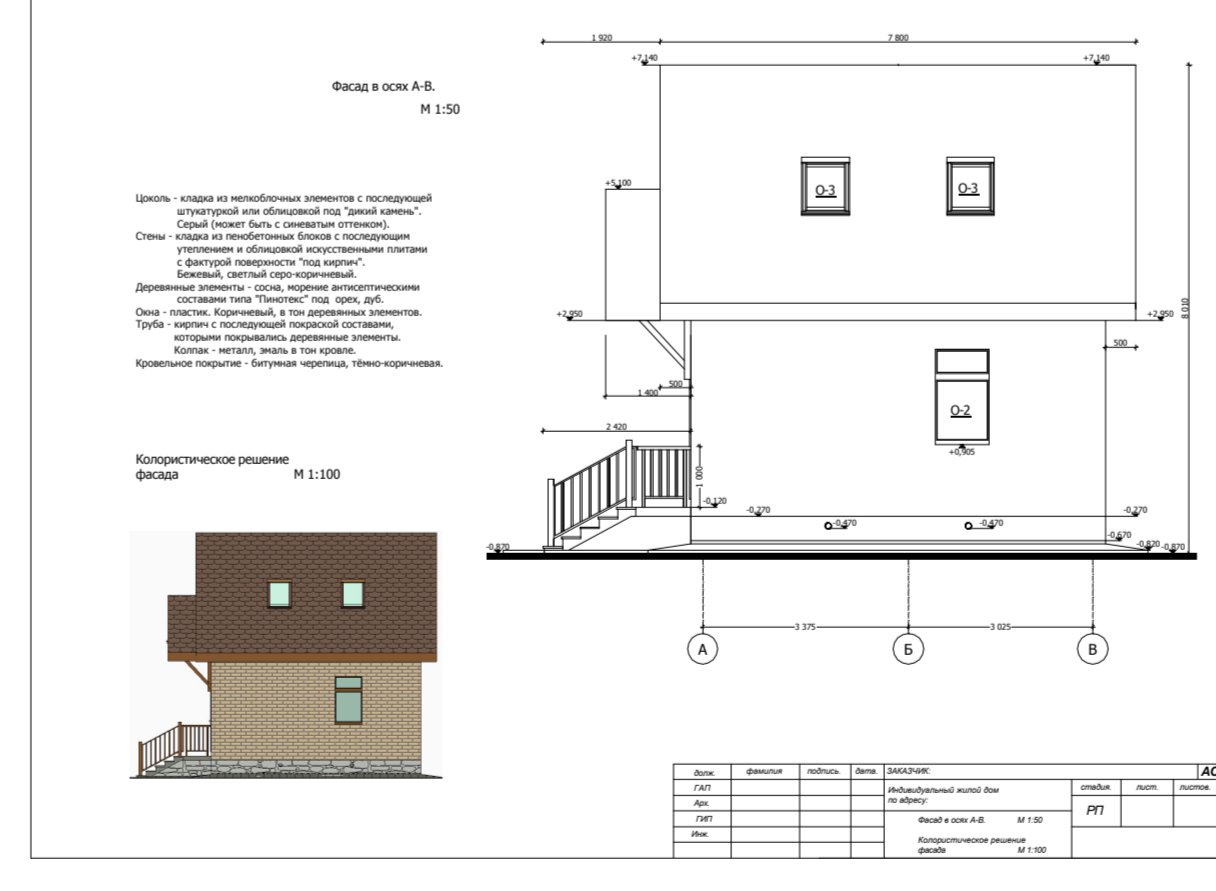 Фасад в осях А-В.
М 1:50
Цоколь - кладка из мелкоблочных элементов с последующей
штукатуркой или облицовкой под "дикий камень".
Серый (может быть с синеватым оттенком).
Стены - кладка из пенобетонных блоков с последующим
утеплением и облицовкой искусственными плитами
с фактурой поверхности "под кирпич".
Бежевый, светлый серо-коричневый.
Деревянные элементы - сосна, морение антисептическими
составами типа "Пинотекс" под орех, дуб.
Окна - пластик. Коричневый, в тон деревянных элементов.
Труба - кирпич с последующей покраской составами,
которыми покрывались деревянные элементы.
Колпак - металл, эмаль в тон кровле.
Кровельное покрытие - битумная черепица, тёмно-коричневая.
Колористическое решение
фасада М 1:100
1 920 7 800
+7,140 +7,140
+5,100
О-3 О-3
+2,950 +2,950
8 010
500
500
1 400
О-2
2 420
+0,905
1 000
-0,120
-0,270 -0,270
-0,470 -0,470
-0,670
-0,870 -0,820 -0,870
3 375 3 025
А Б В
долж. фамилия подпись. дата. ЗАКАЗЧИК: АС
ГАП Индивидуальный жилой дом стадия. лист. листов.
Арх. по адресу: РП
ГИП Фасад в осях А-В. М 1:50
Инж. Колористическое решение
фасада М 1:100